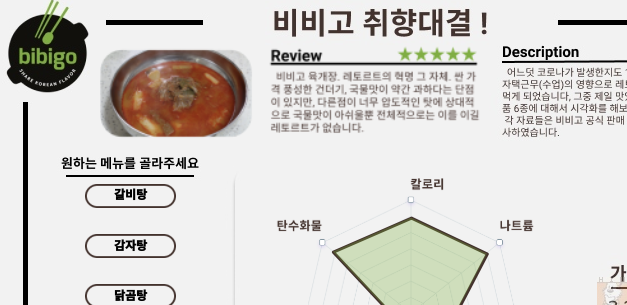 비비고 취향대결 !
bibigo
SHARE KOREAN FLAVOR
Review ★★★★★
비비고 육개장. 레토르트의 혁명 그 자체. 싼 가
격 풍성한 건더기, 국물맛이 약간 과하다는 단점
이 있지만, 다른점이 너무 압도적인 탓에 상대적
으로 국물맛이 아쉬울뿐 전체적으로는 이를 이길
레토르트가 없습니다.
Description
어느덧 코로나가 발생한지도
자택근무(수업)의 영향으로
먹게 되었습니다, 그중 제일
품 6종에 대해서 시각화를
각 자료들은 비비고 공식 판매
사하였습니다.
원하는 메뉴를 골라주세요
갈비탕
감자탕
닭곰탕
칼로리
탄수화물
나트륨